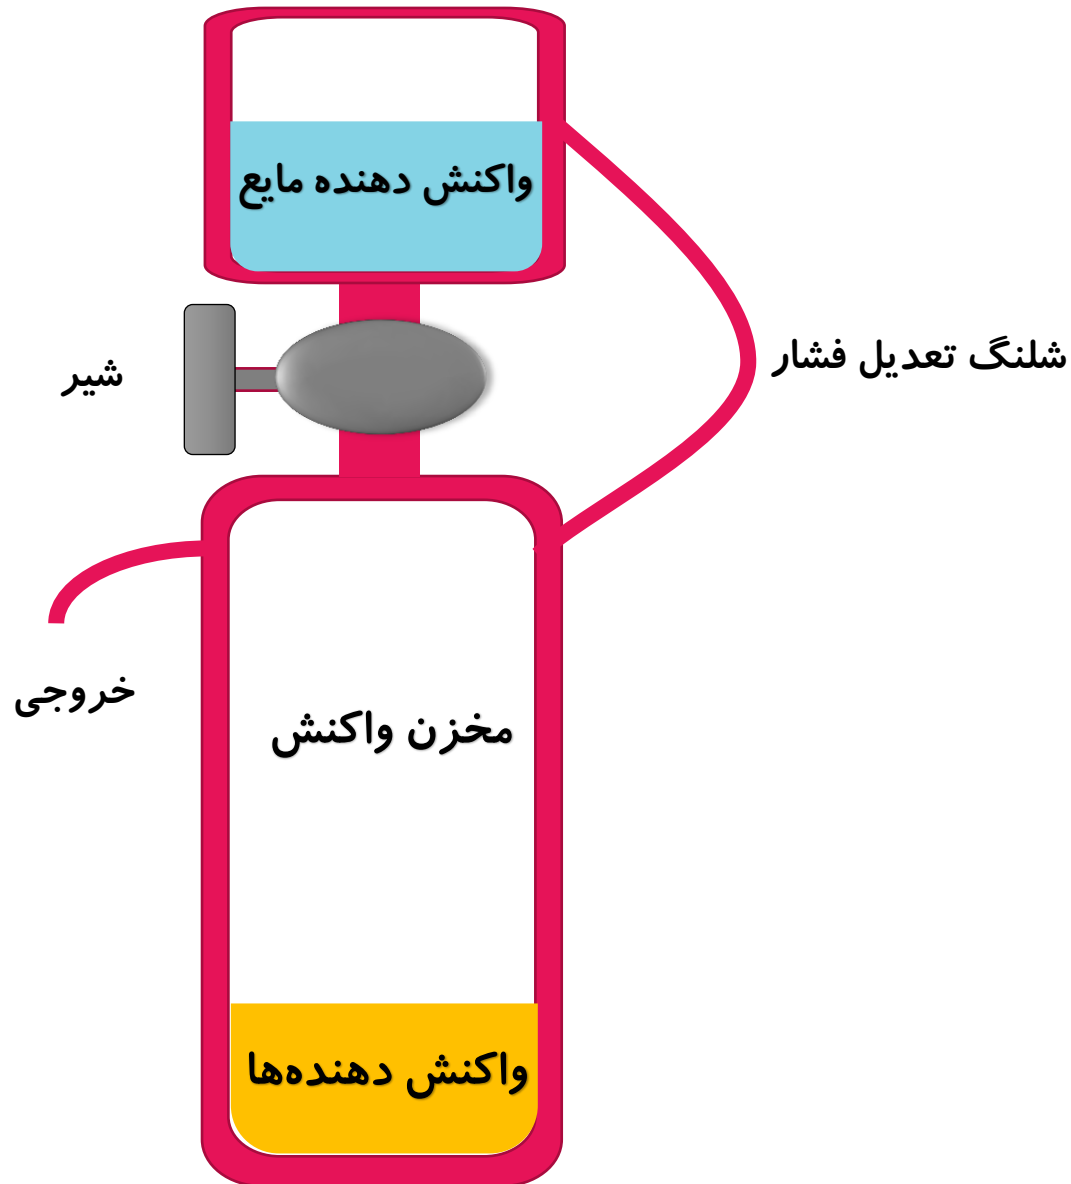 واکنش دهنده مایع
شلنگ تعدیل فشار
شیر
خروجی
مخزن واکنش
واکنش دهنده‌ها